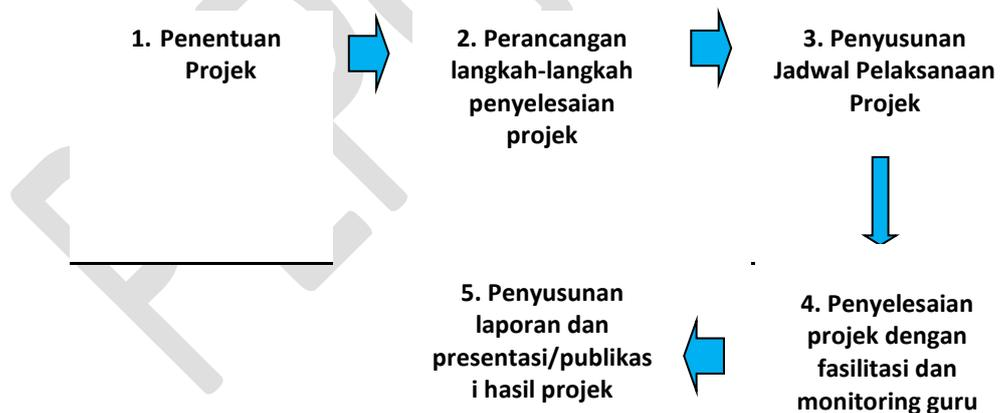 1. Penentuan
Projek
2. Perancangan
langkah-langkah
penyelesaian
projek
3. Penyusunan
Jadwal Pelaksanaan
Projek
4. Penyelesaian
projek dengan
fasilitasi dan
monitoring guru
5. Penyusunan
laporan dan
presentasi/publikas
i hasil projek